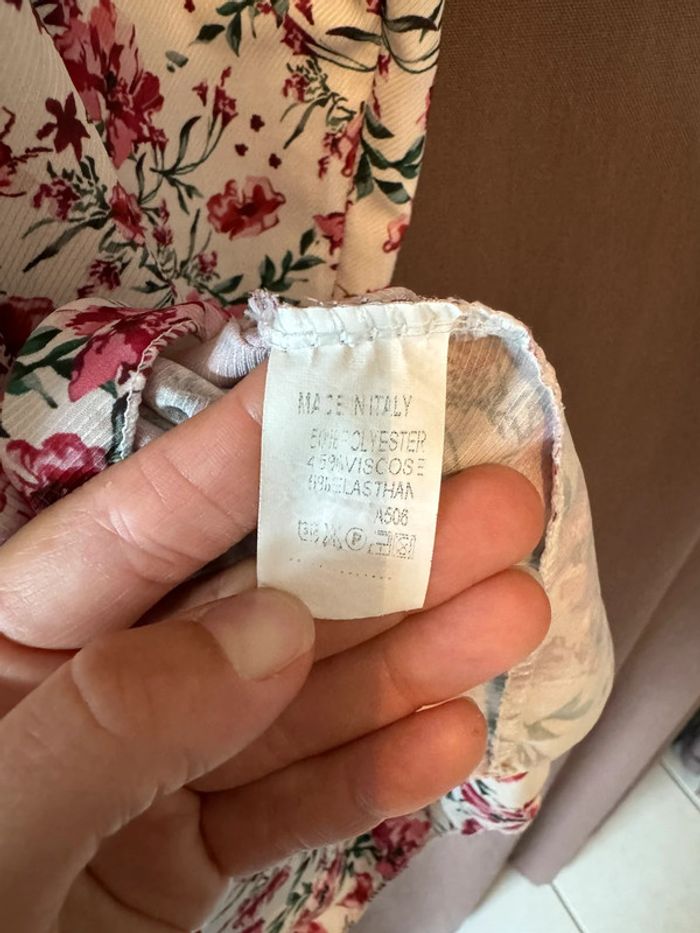 MADE IN ITALY
POLYESTER
45% VISCOSE
ELASTHAN
A506
P